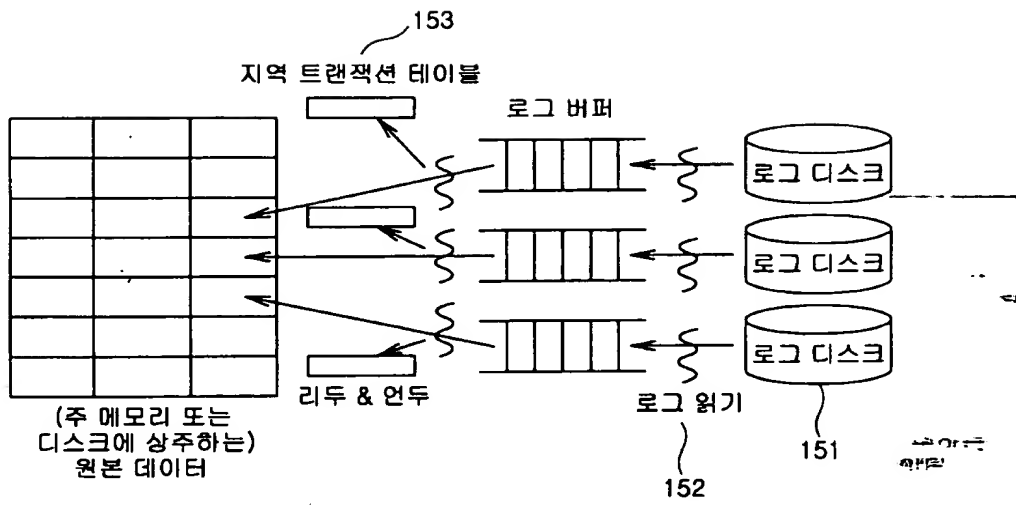 153
지역 트랜잭션 테이블
로그 버퍼
로그 디스크
로그 디스크
로그 디스크
리두 & 언두
로그 읽기
(주 메모리 또는
디스크에 상주하는)
원본 데이터
151
152